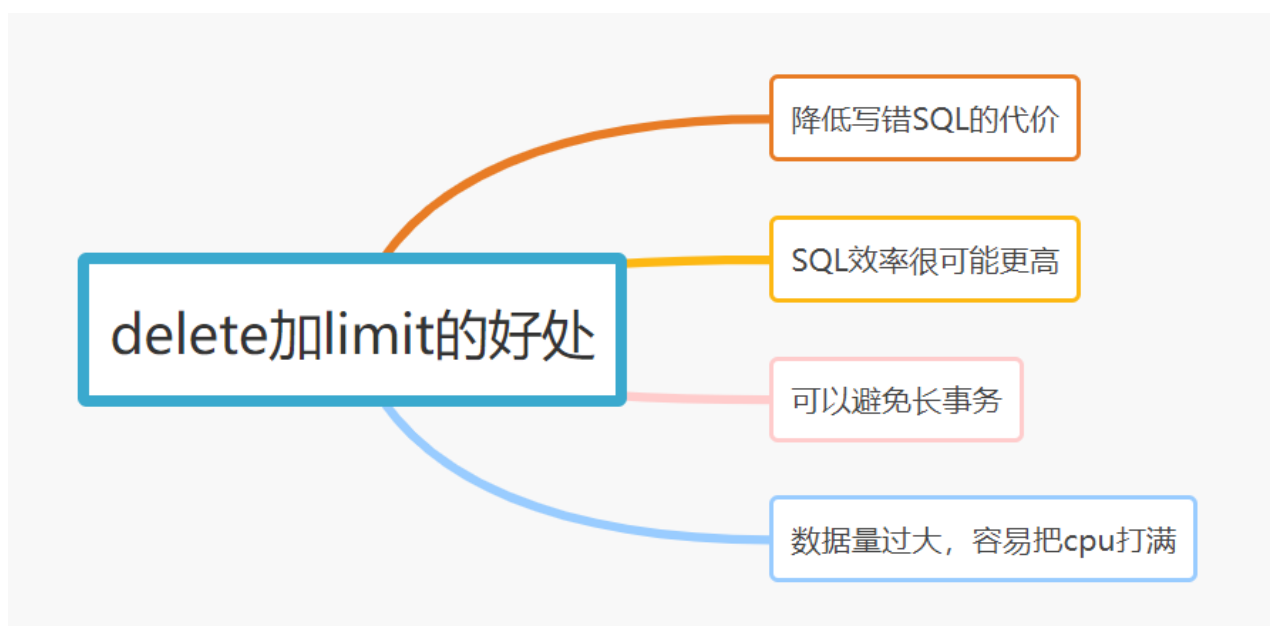 降低写错SQL的代价
SQL效率很可能更高
delete加limit的好处
可以避免长事务
数据量过大，容易把cpu打满